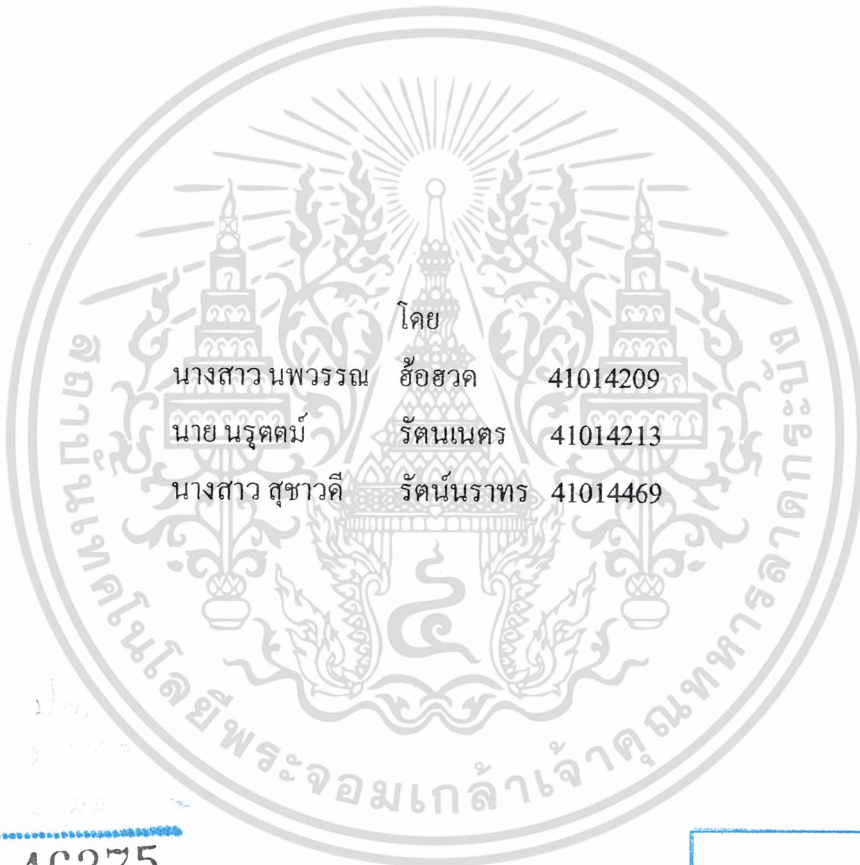 โดย
นางสาว นพวรรณ ฮ้อฮวด 41014209
นาย นรุตตม์ รัตนเนตร 41014213
นางสาว สุชาวดี รัตน์นราทร 41014469
สถาบันเทคโนโลยีพระจอมเกล้าเจ้าคุณทหารลาดกระบัง
46275